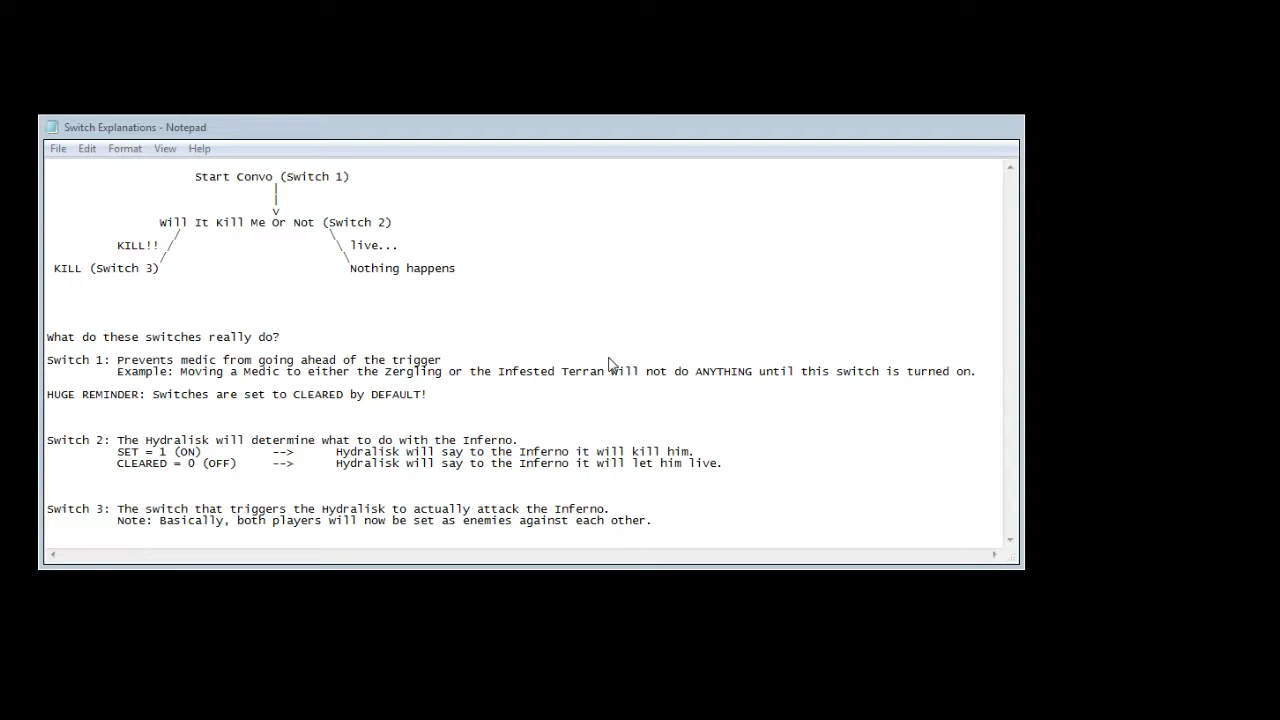 Switch Explanations - Notepad
File Edit Format View Help
Start Convo (Switch 1)
|
|
v
Will It Kill Me Or Not (Switch 2)
/ \
KILL!! / \ live...
/ \
KILL (Switch 3) Nothing happens
What do these switches really do?
Switch 1: Prevents medic from going ahead of the trigger
Example: Moving a Medic to either the Zergling or the Infested Terran will not do ANYTHING until this switch is turned on.
HUGE REMINDER: Switches are set to CLEARED by DEFAULT!
Switch 2: The Hydralisk will determine what to do with the Inferno.
SET = 1 (ON) --> Hydralisk will say to the Inferno it will kill him.
CLEARED = 0 (OFF) --> Hydralisk will say to the Inferno it will let him live.
Switch 3: The switch that triggers the Hydralisk to actually attack the Inferno.
Note: Basically, both players will now be set as enemies against each other.